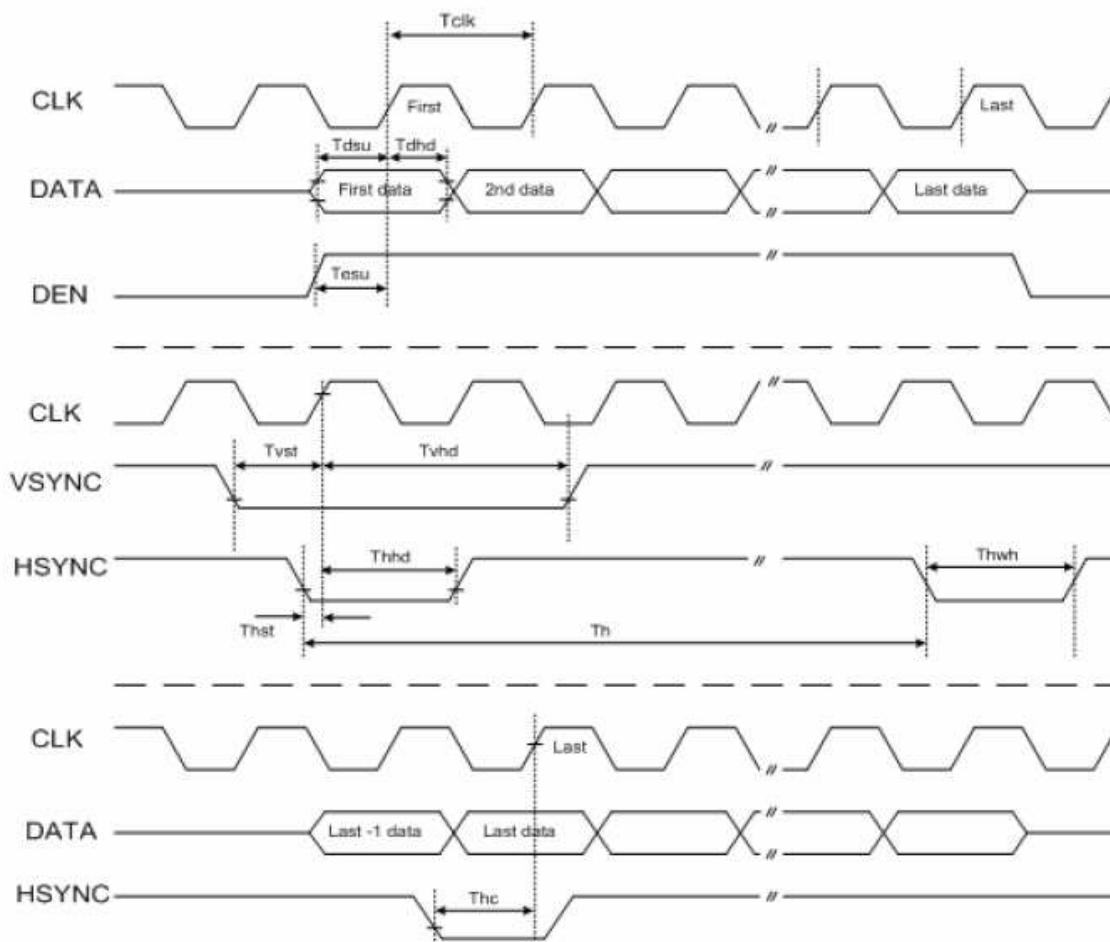 Tclk
CLK
First
Last
Tdsu
Tdhd
DATA
First data
2nd data
Last data
DEN
Tesu
CLK
Tvst
Tvhd
VSYNC
HSYNC
Thhd
Thwh
Thst
Th
CLK
Last
DATA
Last -1 data
Last data
HSYNC
Thc